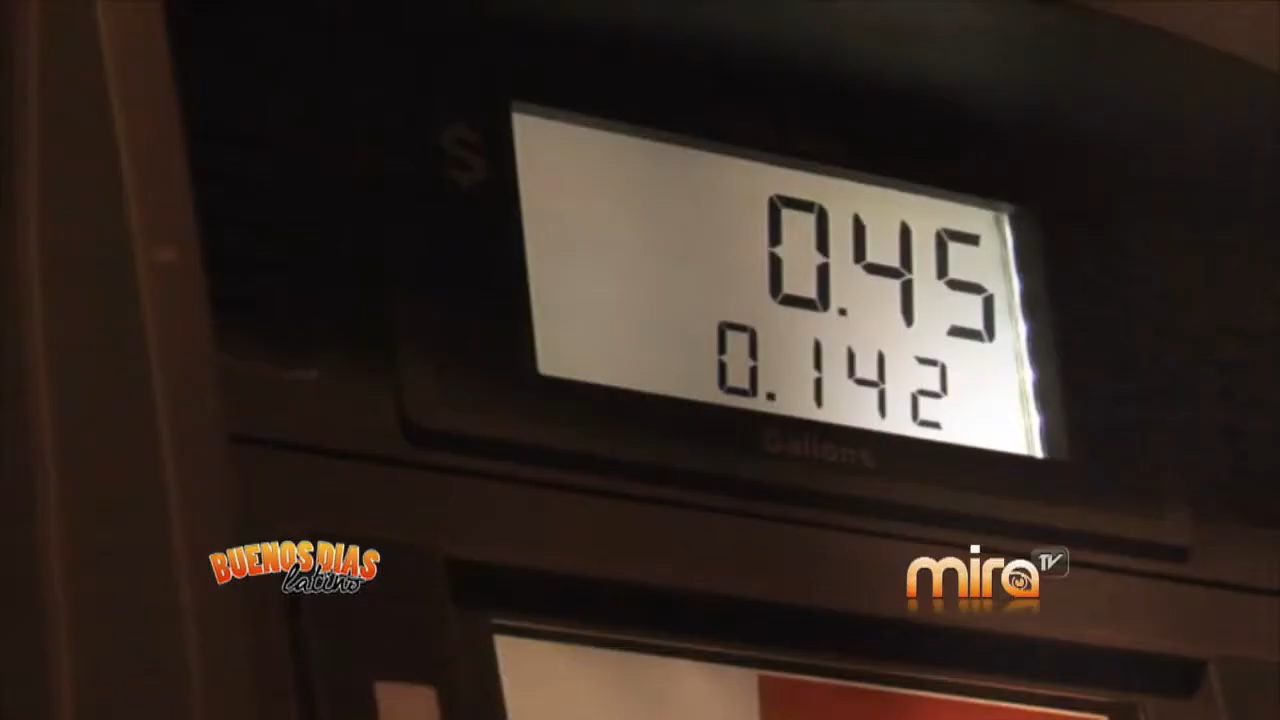 $
0.45
0.142
Gallons
BUENOS DIAS
latino
mira TV